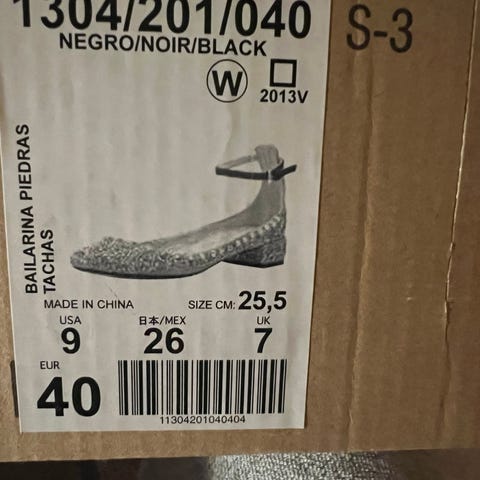 1304/201/040
S-3
NEGRO/NOIR/BLACK
W
2013V
BAILARINA PIEDRAS
TACHAS
MADE IN CHINA
SIZE CM: 25,5
USA
日本/MEX
UK
9
26
7
EUR
40
11304201040404